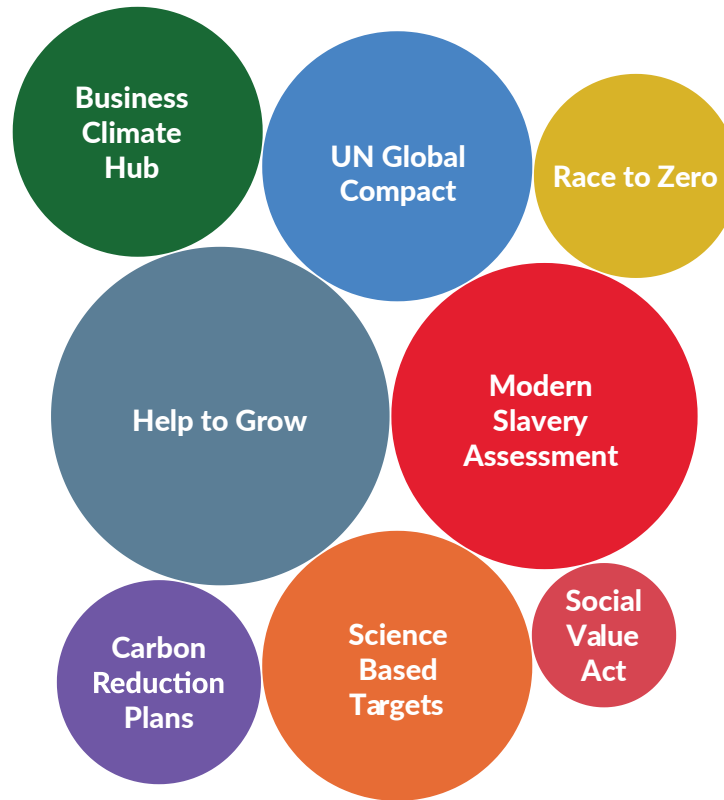 Business
Climate
Hub
UN Global
Compact
Race to Zero
Help to Grow
Modern
Slavery
Assessment
Carbon
Reduction
Plans
Science
Based
Targets
Social
Value
Act